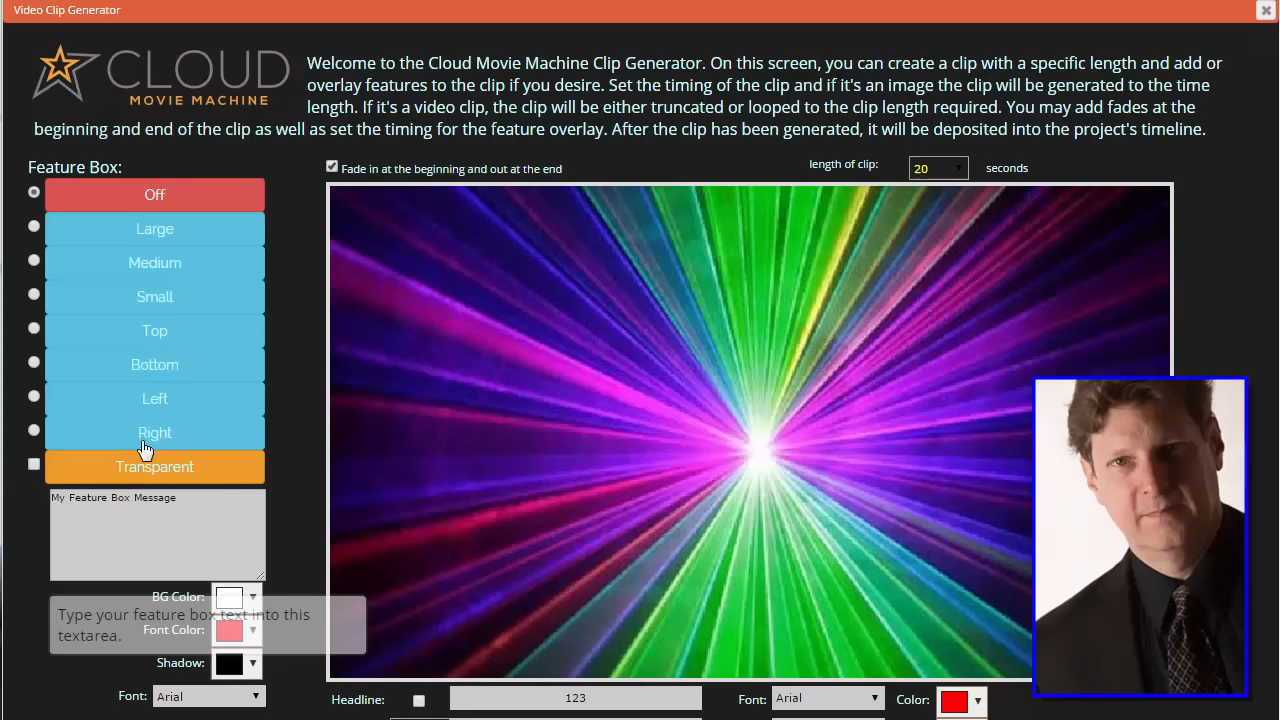 Video Clip Generator
CLOUD
MOVIE MACHINE
Welcome to the Cloud Movie Machine Clip Generator. On this screen, you can create a clip with a specific length and add or
overlay features to the clip if you desire. Set the timing of the clip and if it's an image the clip will be generated to the time
length. If it's a video clip, the clip will be either truncated or looped to the clip length required. You may add fades at the
beginning and end of the clip as well as set the timing for the feature overlay. After the clip has been generated, it will be deposited into the project's timeline.
Feature Box:
Fade in at the beginning and out at the end
length of clip:
20
seconds
Off
Large
Medium
Small
Top
Bottom
Left
Right
Transparent
My Feature Box Message
BG Color:
Type your feature box text into this
textarea.
Font Color:
Shadow:
Font:
Arial
Headline:
123
Font:
Arial
Color: